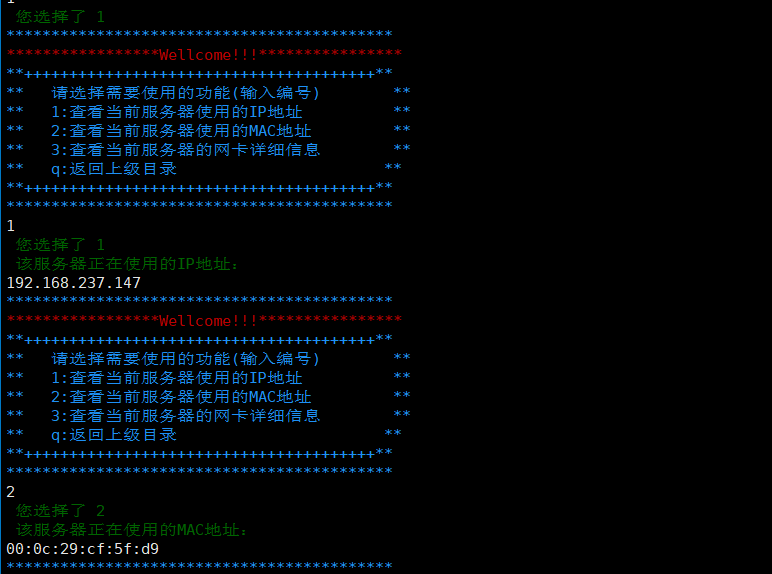 1
您选择了 1
*******************************************
*****************Wellcome!!!****************
**+++++++++++++++++++++++++++++++++++++++**
**   请选择需要使用的功能(输入编号)        **
**   1:查看当前服务器使用的IP地址          **
**   2:查看当前服务器使用的MAC地址         **
**   3:查看当前服务器的网卡详细信息        **
**   q:返回上级目录                       **
**+++++++++++++++++++++++++++++++++++++++**
*******************************************
1
您选择了 1
该服务器正在使用的IP地址:
192.168.237.147
*******************************************
*****************Wellcome!!!****************
**+++++++++++++++++++++++++++++++++++++++**
**   请选择需要使用的功能(输入编号)        **
**   1:查看当前服务器使用的IP地址          **
**   2:查看当前服务器使用的MAC地址         **
**   3:查看当前服务器的网卡详细信息        **
**   q:返回上级目录                       **
**+++++++++++++++++++++++++++++++++++++++**
*******************************************
2
您选择了 2
该服务器正在使用的MAC地址:
00:0c:29:cf:5f:d9
*******************************************